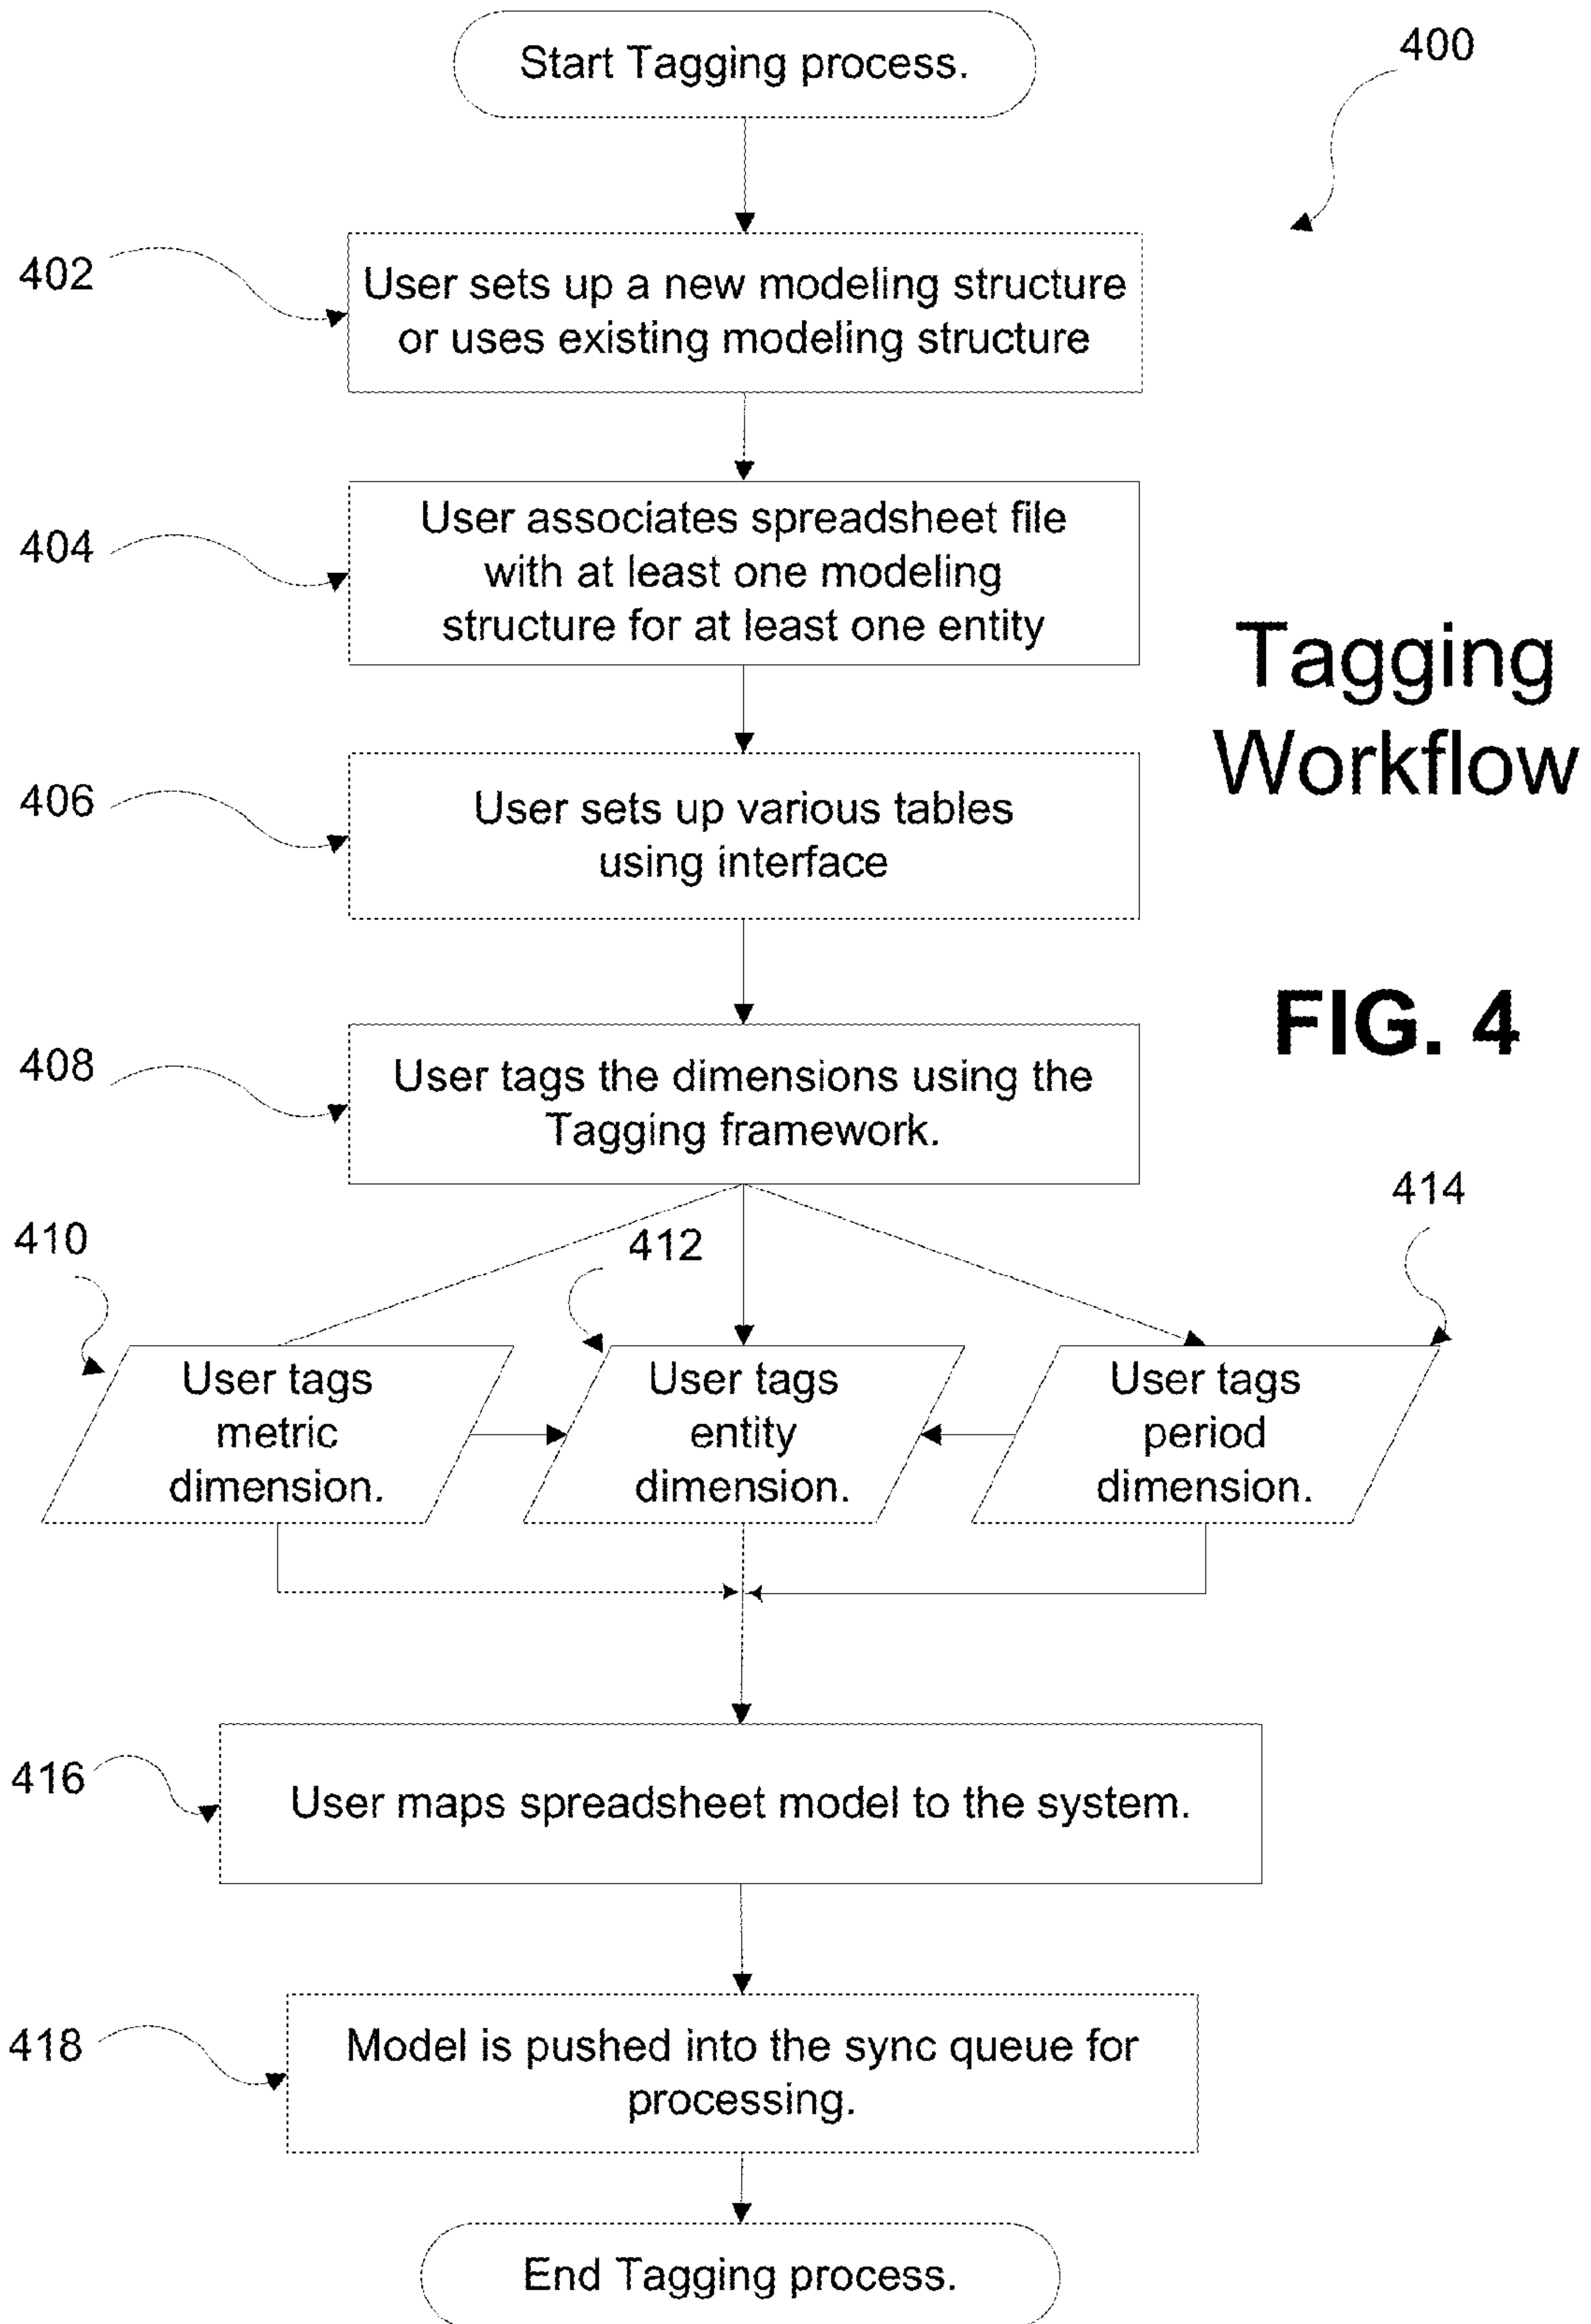 Start Tagging process.
400
402
User sets up a new modeling structure
or uses existing modeling structure
404
User associates spreadsheet file
with at least one modeling
structure for at least one entity
Tagging
Workflow
406
User sets up various tables
using interface
FIG. 4
408
User tags the dimensions using the
Tagging framework.
410
412
414
User tags
metric
dimension.
User tags
entity
dimension.
User tags
period
dimension.
416
User maps spreadsheet model to the system.
418
Model is pushed into the sync queue for
processing.
End Tagging process.